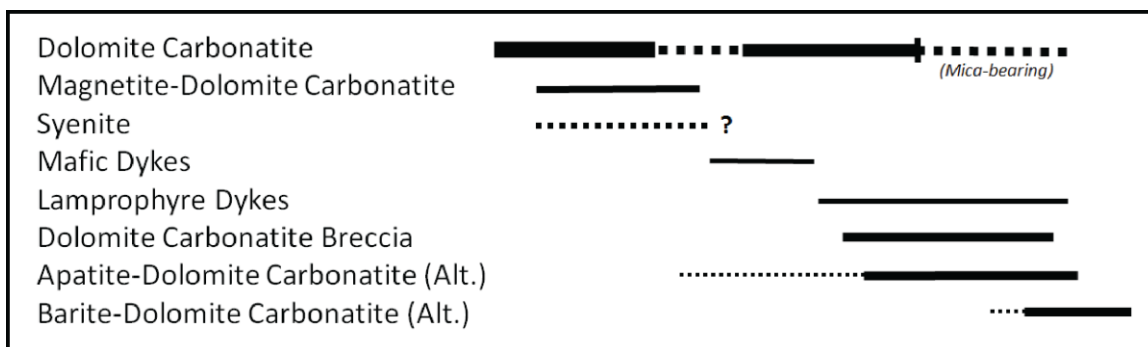 Dolomite Carbonatite
(Mica-bearing)
Magnetite-Dolomite Carbonatite
Syenite ?
Mafic Dykes
Lamprophyre Dykes
Dolomite Carbonatite Breccia
Apatite-Dolomite Carbonatite (Alt.)
Barite-Dolomite Carbonatite (Alt.)